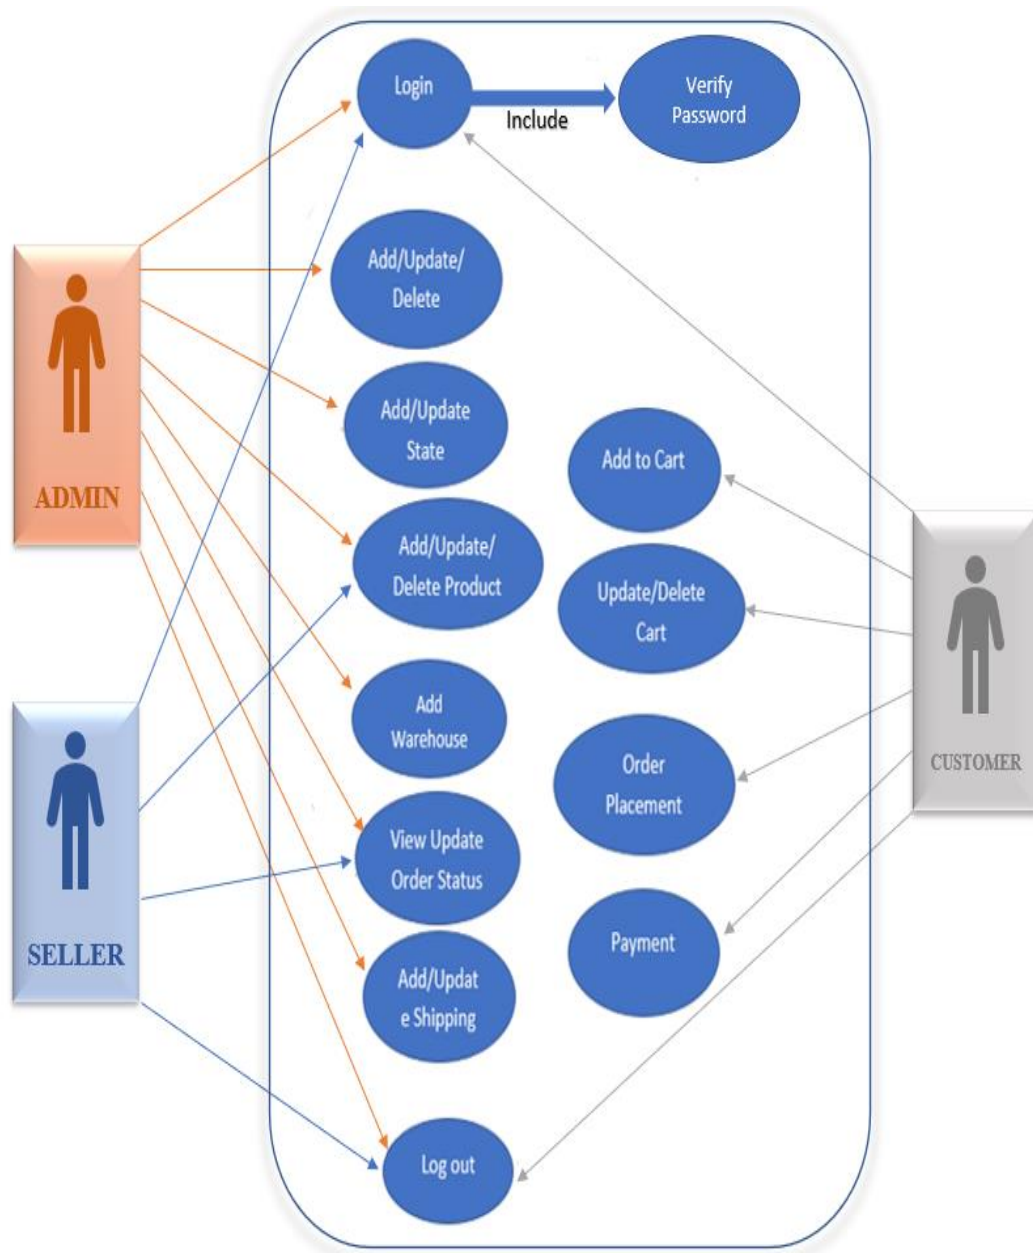 Login
Include
Verify
Password
Add/Update/
Delete
Add/Update
State
Add/Update/
Delete Product
Add
Warehouse
View Update
Order Status
Add/Updat
e Shipping
Log out
Add to Cart
Update/Delete
Cart
Order
Placement
Payment
ADMIN
SELLER
CUSTOMER